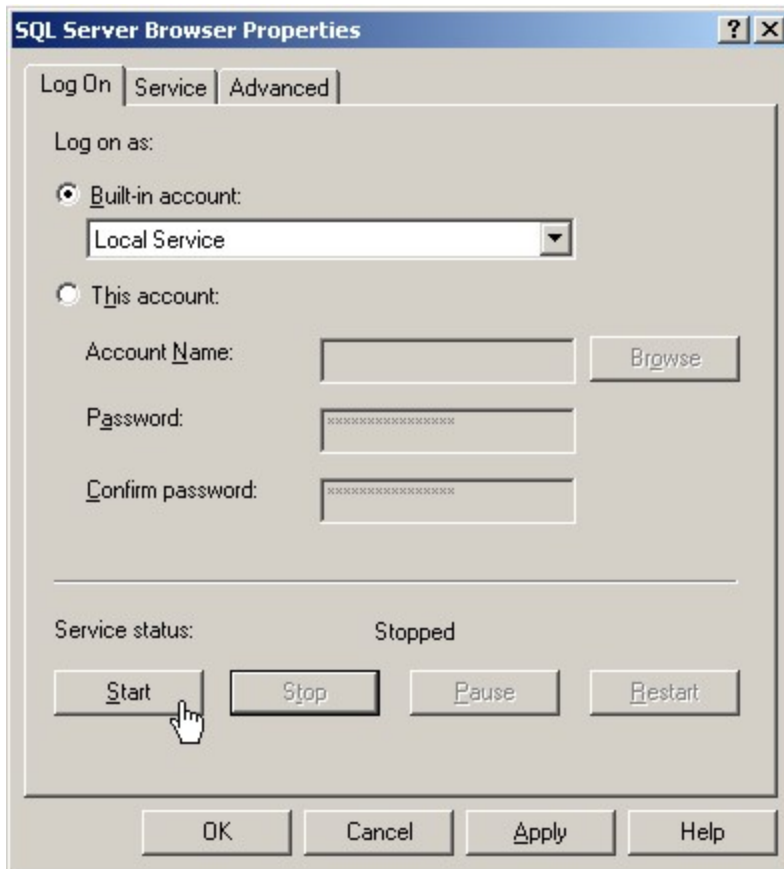 SQL Server Browser Properties
Log On Service Advanced
Log on as:
Built-in account:
Local Service
This account:
Account Name:
Browse
Password:
****************
Confirm password:
****************
Service status: Stopped
Start Stop Pause Restart
OK Cancel Apply Help